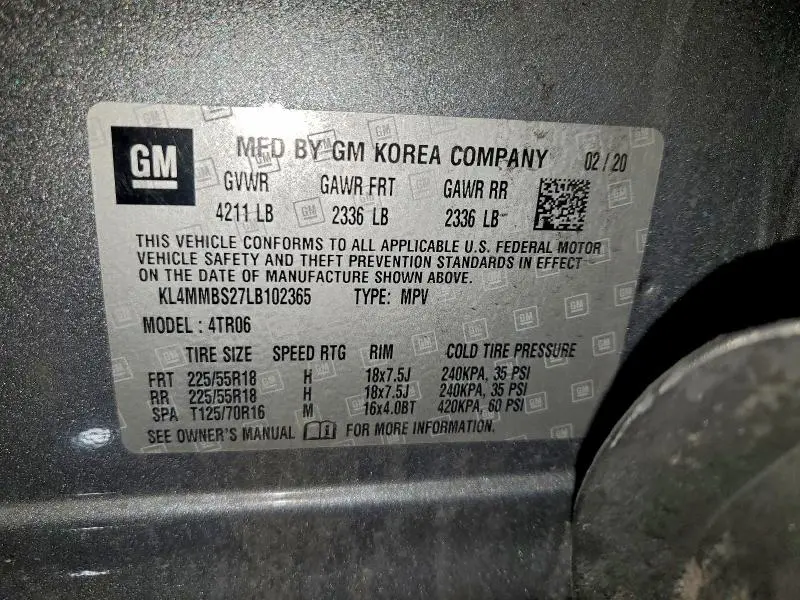 GM MFD BY GM KOREA COMPANY 02/20
GVWR GAWR FRT GAWR RR
4211 LB 2336 LB 2336 LB
THIS VEHICLE CONFORMS TO ALL APPLICABLE U.S. FEDERAL MOTOR
VEHICLE SAFETY AND THEFT PREVENTION STANDARDS IN EFFECT
ON THE DATE OF MANUFACTURE SHOWN ABOVE.
KL4MMBS27LB102365 TYPE: MPV
MODEL : 4TR06
TIRE SIZE SPEED RTG RIM COLD TIRE PRESSURE
FRT 225/55R18 H 18x7.5J 240KPA, 35 PSI
RR 225/55R18 H 18x7.5J 240KPA, 35 PSI
SPA T125/70R16 M 16x4.0BT 420KPA, 60 PSI
SEE OWNER'S MANUAL FOR MORE INFORMATION.